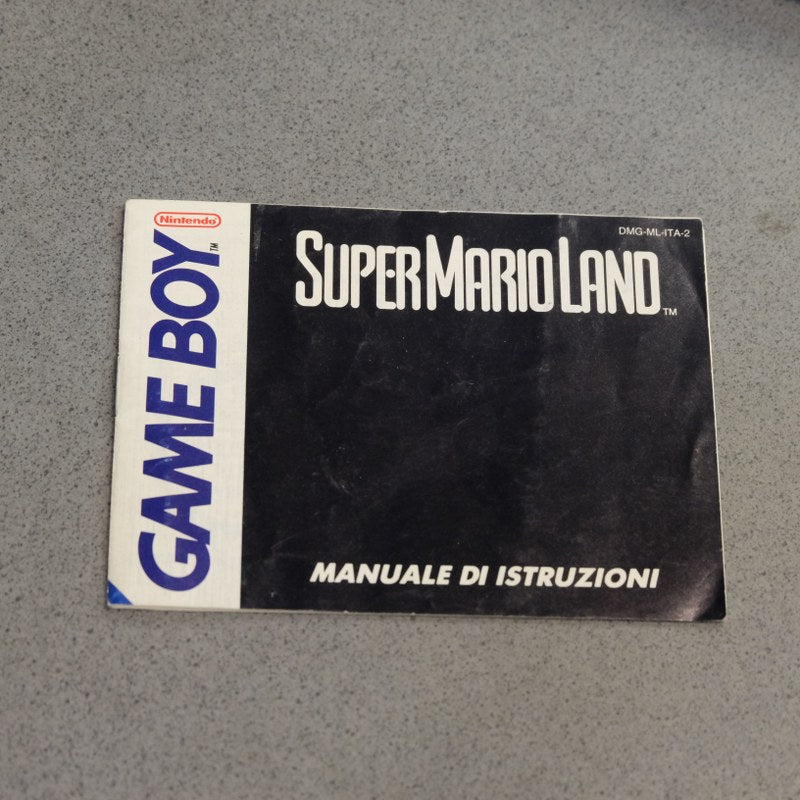 Nintendo
GAME BOY™
DMG-ML-ITA-2
SUPER MARIO LAND™
MANUALE DI ISTRUZIONI